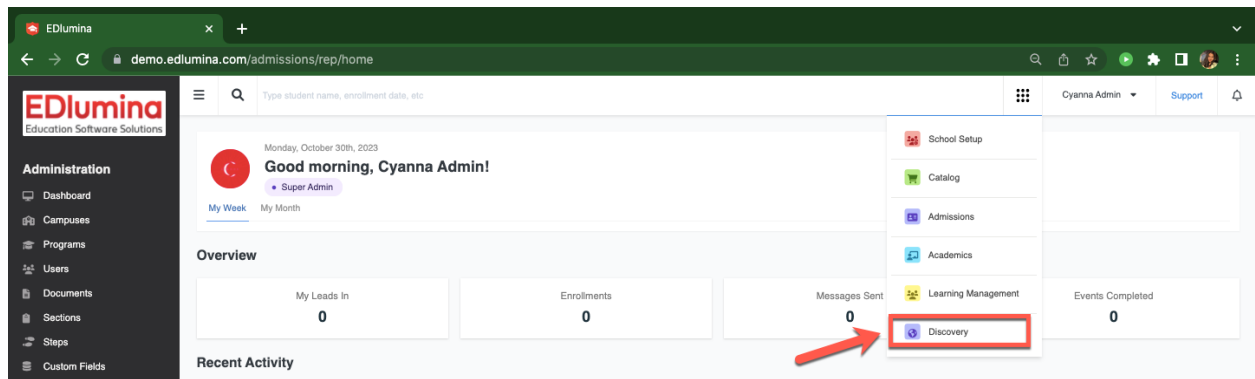 EDlumina
demo.edlumina.com/admissions/rep/home
EDlumina
Education Software Solutions
Type student name, enrollment date, etc
Cyanna Admin
Support
Administration
Dashboard
Campuses
Programs
Users
Documents
Sections
Steps
Custom Fields
C
Monday, October 30th, 2023
Good morning, Cyanna Admin!
Super Admin
My Week My Month
Overview
My Leads In
0
Enrollments
0
Messages Sent
0
Events Completed
0
Recent Activity
School Setup
Catalog
Admissions
Academics
Learning Management
Discovery